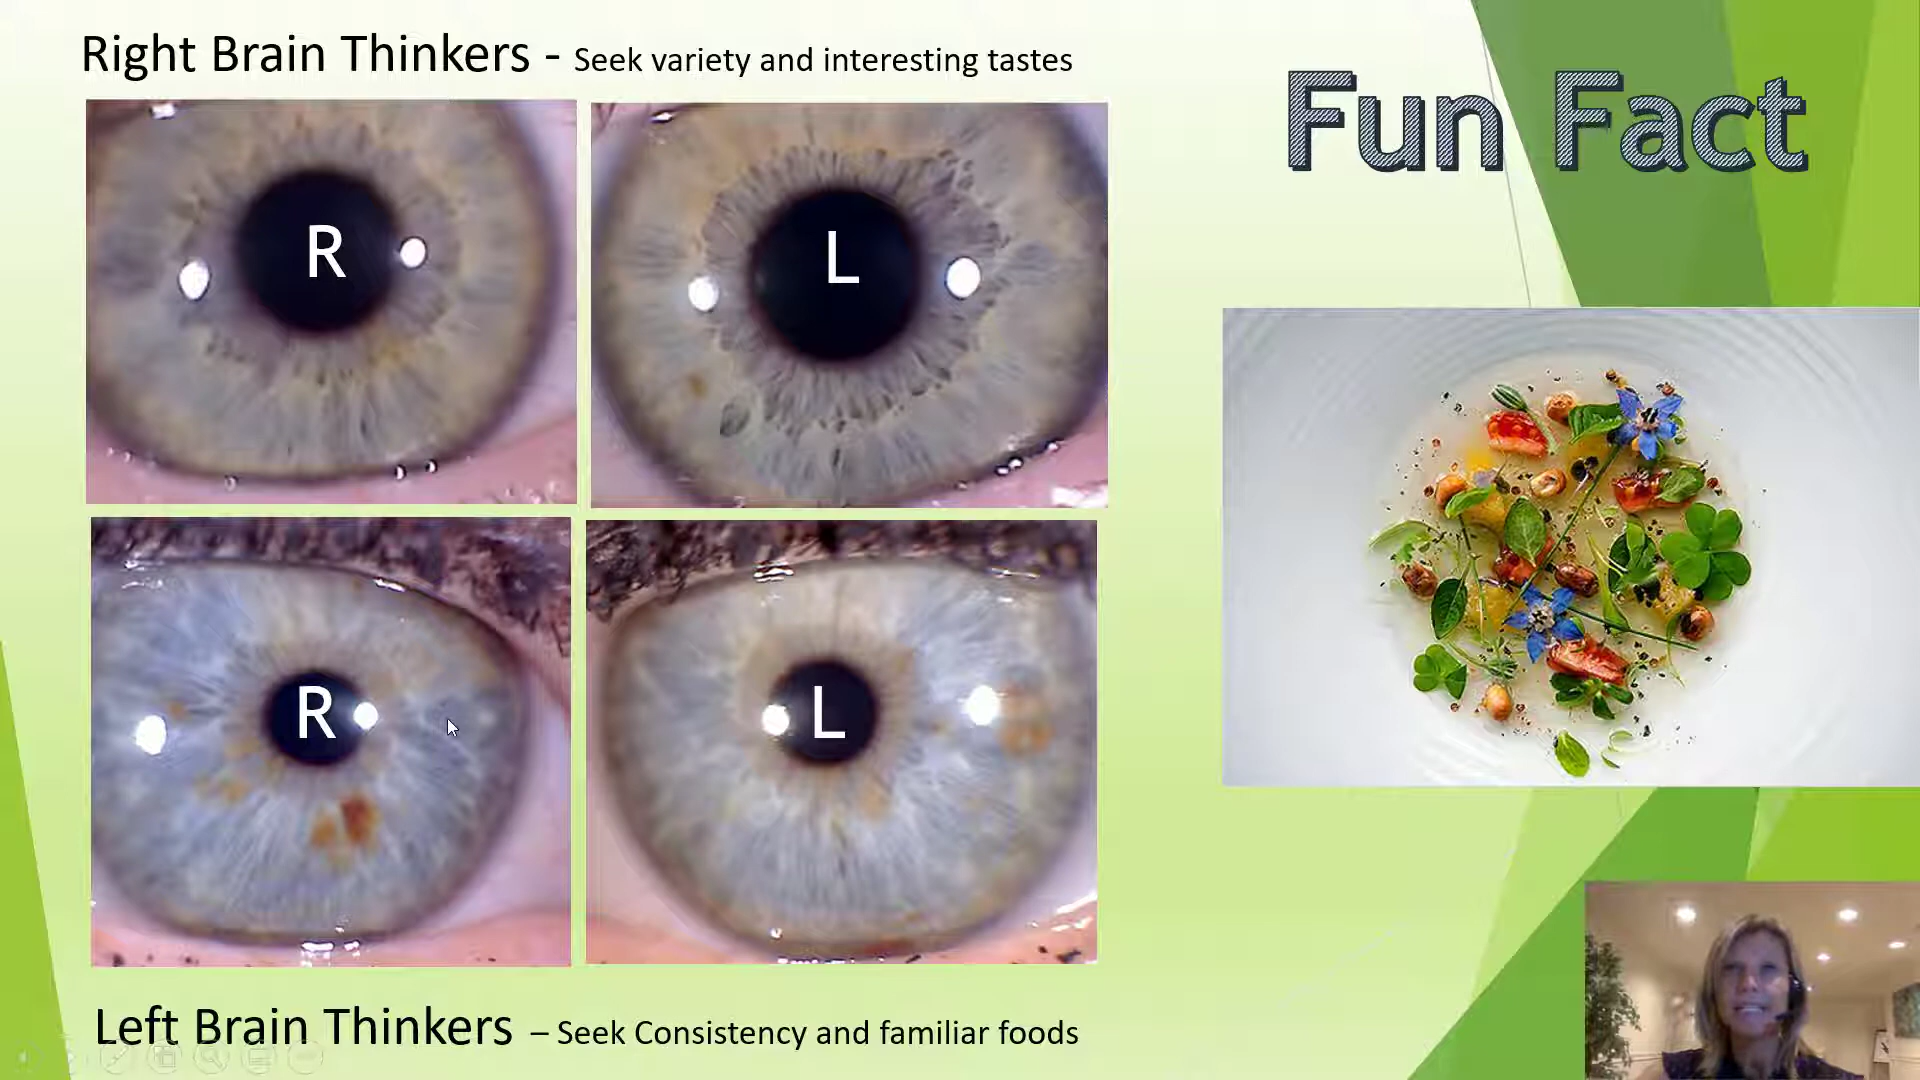 Right Brain Thinkers - Seek variety and interesting tastes
Fun Fact
R
L
R
L
Left Brain Thinkers – Seek Consistency and familiar foods